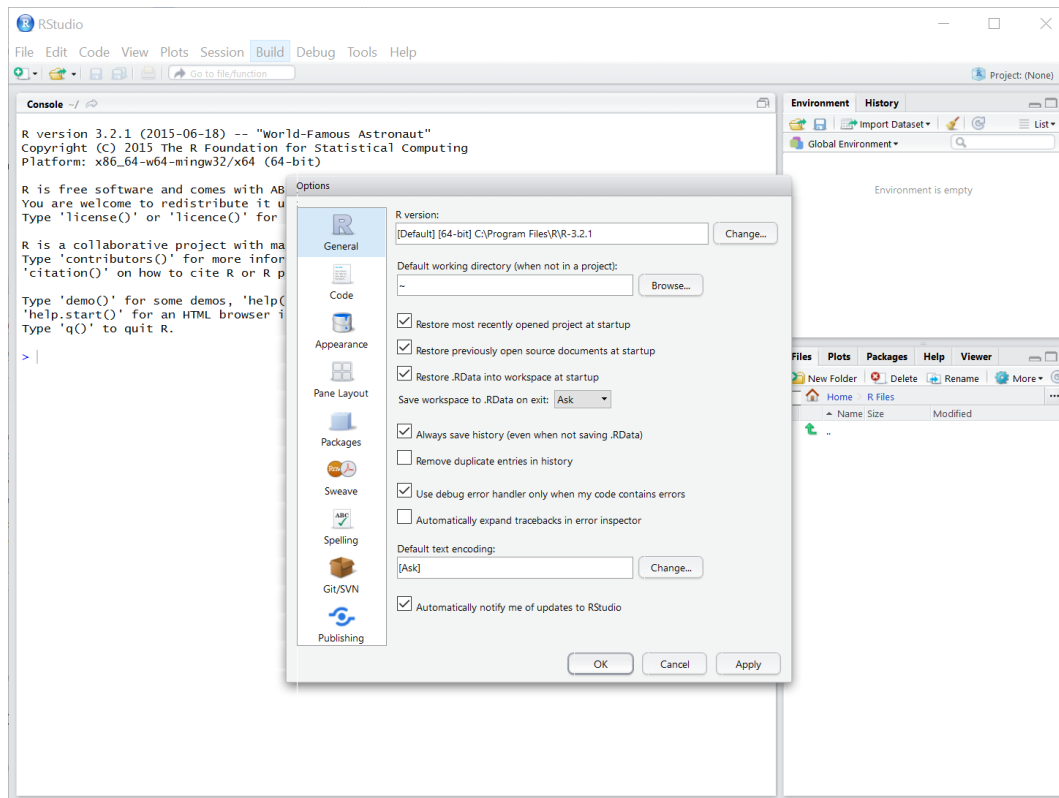 RStudio
File Edit Code View Plots Session Build Debug Tools Help
Go to file/function
Project: (None)
Console ~/
R version 3.2.1 (2015-06-18) -- "World-Famous Astronaut"
Copyright (C) 2015 The R Foundation for Statistical Computing
Platform: x86_64-w64-mingw32/x64 (64-bit)
R is free software and comes with AB
You are welcome to redistribute it u
Type 'license()' or 'licence()' for
R is a collaborative project with ma
Type 'contributors()' for more infor
'citation()' on how to cite R or R p
Type 'demo()' for some demos, 'help(
'help.start()' for an HTML browser i
Type 'q()' to quit R.
>
Options
General
Code
Appearance
Pane Layout
Packages
Sweave
ABC
Spelling
Git/SVN
Publishing
R version:
[Default] [64-bit] C:\Program Files\R\R-3.2.1
Change...
Default working directory (when not in a project):
~
Browse...
Restore most recently opened project at startup
Restore previously open source documents at startup
Restore .RData into workspace at startup
Save workspace to .RData on exit: Ask
Always save history (even when not saving .RData)
Remove duplicate entries in history
Use debug error handler only when my code contains errors
Automatically expand tracebacks in error inspector
Default text encoding:
[Ask]
Change...
Automatically notify me of updates to RStudio
OK Cancel Apply
Environment History
Import Dataset List
Global Environment
Environment is empty
Files Plots Packages Help Viewer
New Folder Delete Rename More
Home R Files
Name Size Modified
..